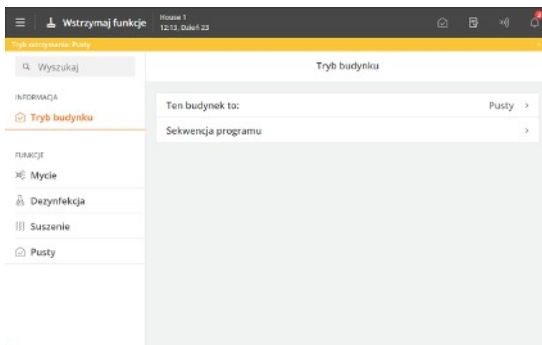 Wstrzymaj funkcje
House 1
12:13, Dzień 23
Tryb zatrzymania: Pusty
Wyszukaj
Tryb budynku
INFORMACJA
Tryb budynku
Ten budynek to: Pusty
Sekwencja programu
FUNKCJE
Mycie
Dezynfekcja
Suszenie
Pusty